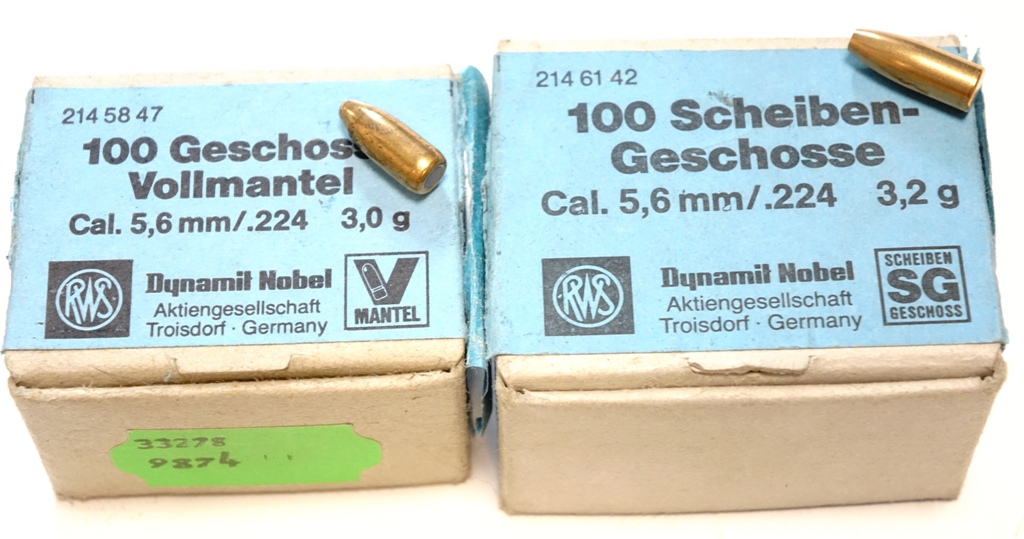 214 58 47
100 Geschoss
Vollmantel
Cal. 5,6 mm/.224 3,0 g
RWS
Dynamit Nobel
Aktiengesellschaft
Troisdorf · Germany
V
MANTEL
33278
9874
214 61 42
100 Scheiben-
Geschosse
Cal. 5,6 mm/.224 3,2 g
RWS
Dynamit Nobel
Aktiengesellschaft
Troisdorf · Germany
SCHEIBEN
SG
GESCHOSS